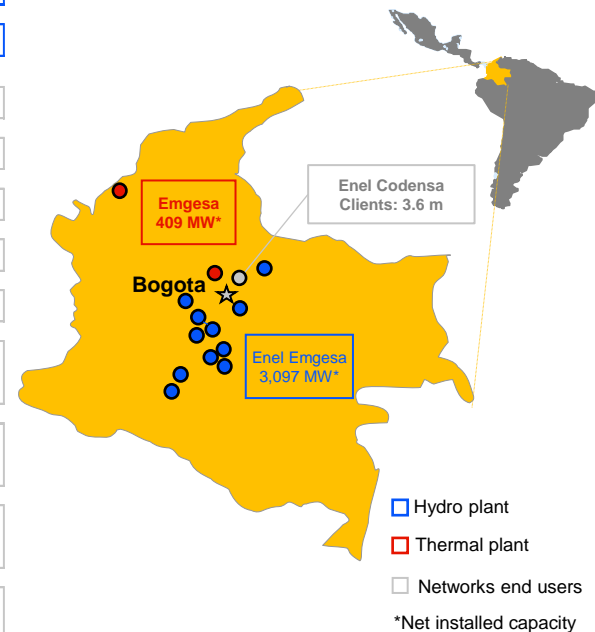 Enel Codensa
Clients: 3.6 m
Emgesa
409 MW*
Bogota
Enel Emgesa
3,097 MW*
Hydro plant
Thermal plant
Networks end users
*Net installed capacity